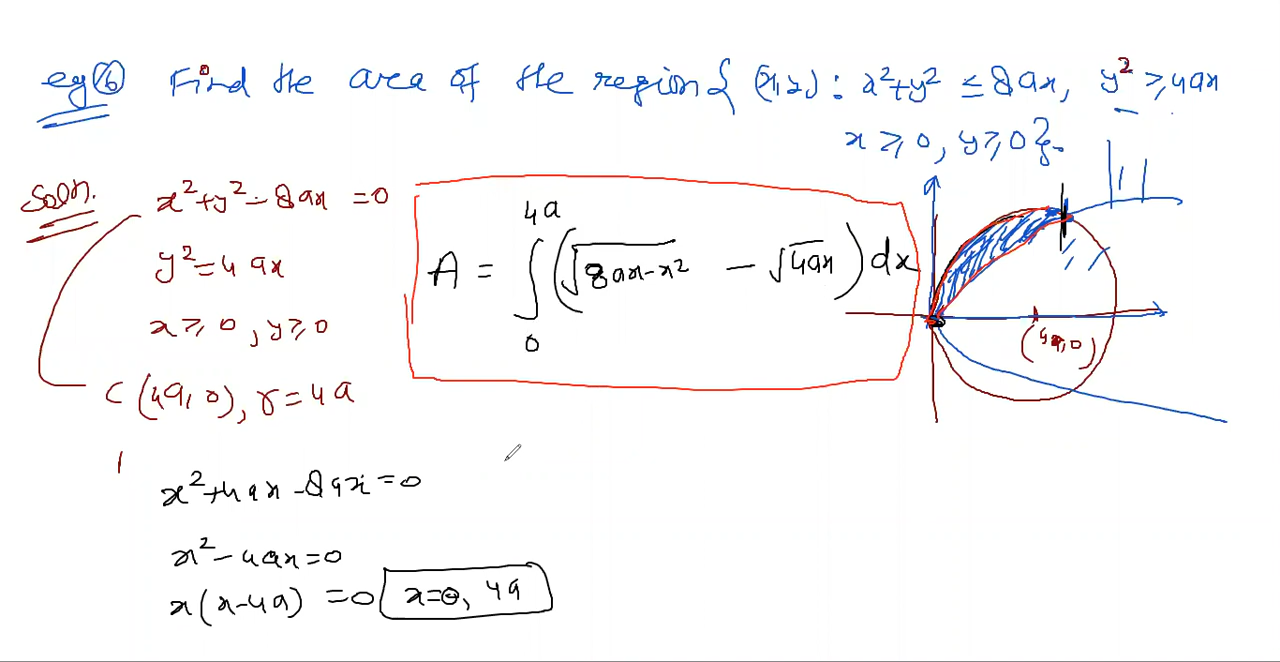 eg⑥ Find the area of the region { (x,y) : x²+y² ≤ 8ax, y² ≥ 4ax
x ≥ 0, y ≥ 0}.
Soln. x²+y²-8ax =0
y²=4ax
x ≥ 0, y ≥ 0
C (4a, 0), r=4a
A = ∫₀^{4a} (√(8ax-x²) - √(4ax)) dx
(4a,0)
x²+4ax-8ax=0
x²-4ax=0
x(x-4a) =0 x=0, 4a